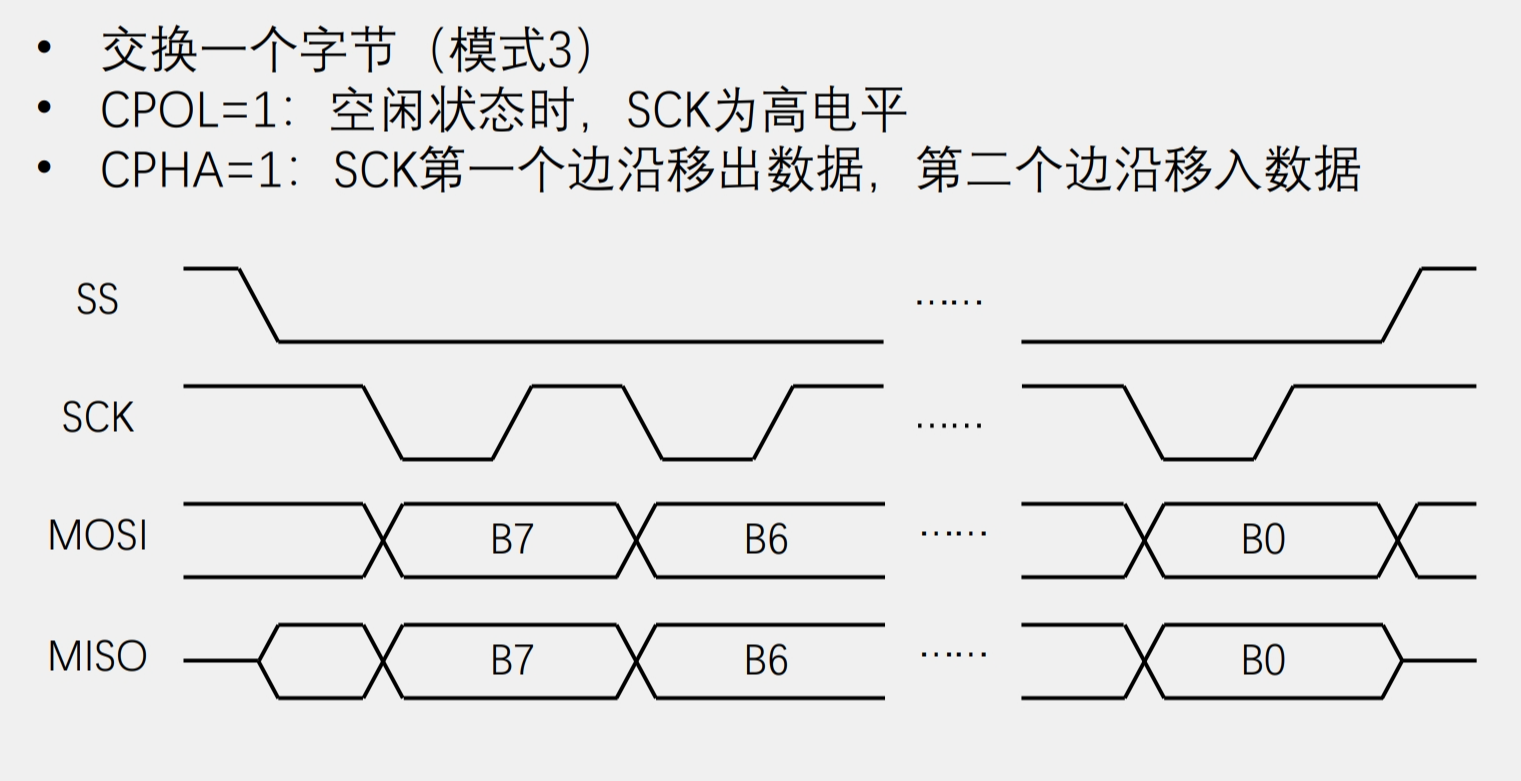 • 交换一个字节（模式3）
• CPOL=1：空闲状态时，SCK为高电平
• CPHA=1：SCK第一个边沿移出数据，第二个边沿移入数据
SS ……
SCK ……
MOSI B7 B6 …… B0
MISO B7 B6 …… B0